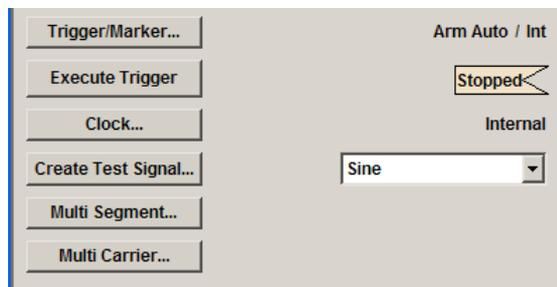 Trigger/Marker... Arm Auto / Int
Execute Trigger Stopped
Clock... Internal
Create Test Signal... Sine
Multi Segment...
Multi Carrier...